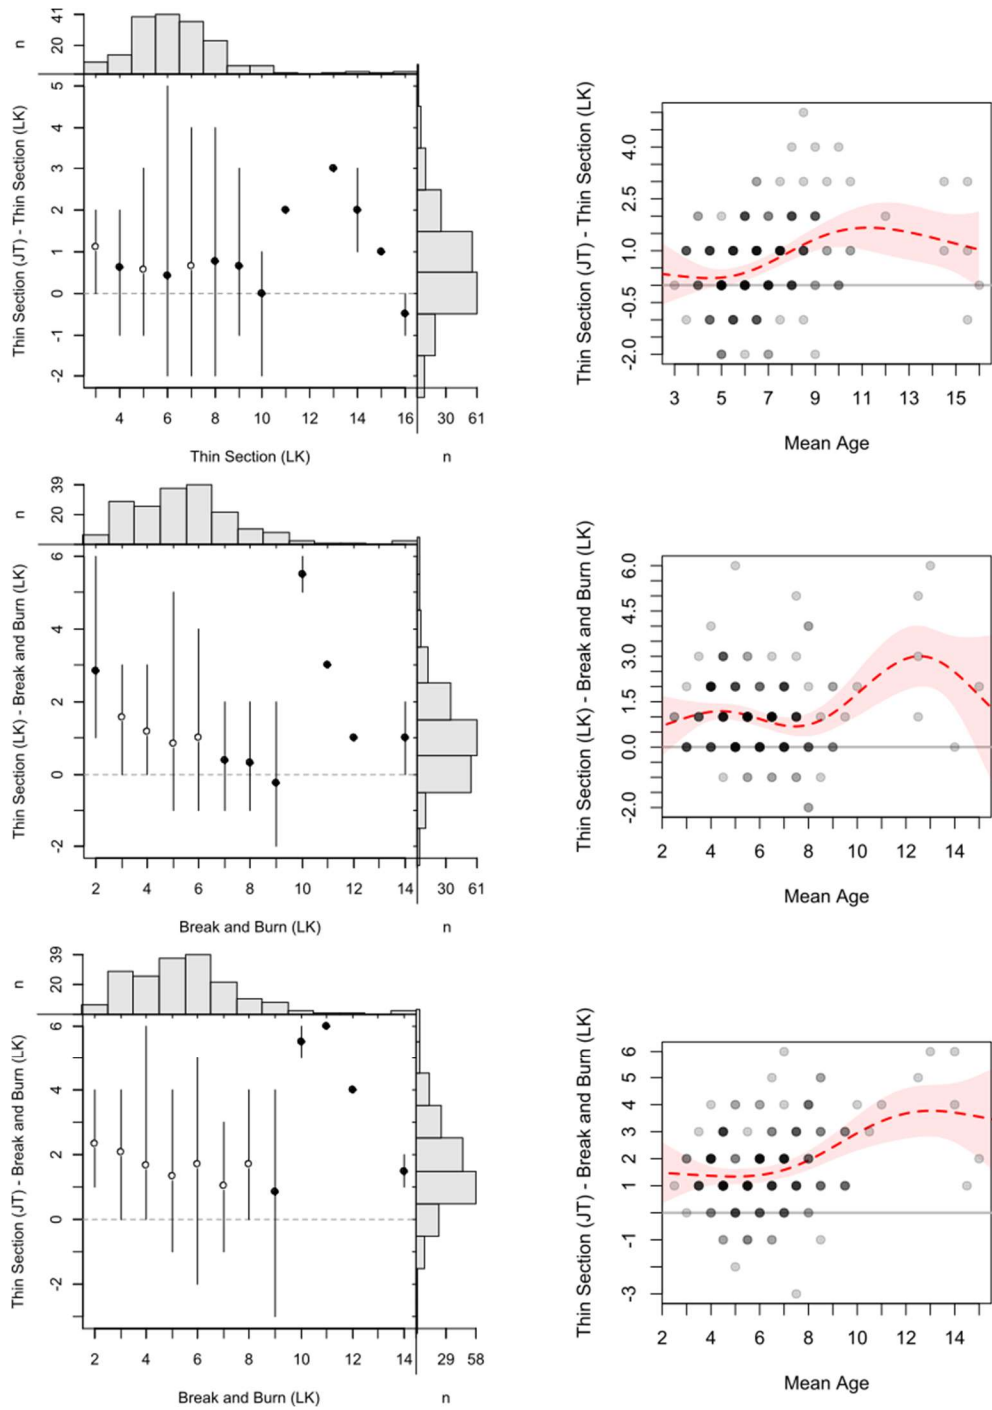 n
20 41
Thin Section (JT) - Thin Section (LK)
5
4
3
2
1
0
-1
-2
4 6 8 10 12 14 16
30 61
Thin Section (LK)
n
Thin Section (JT) - Thin Section (LK)
4.0
2.5
1.0
-0.5
-2.0
3 5 7 9 11 13 15
Mean Age
n
20 39
Thin Section (LK) - Break and Burn (LK)
6
4
2
0
-2
2 4 6 8 10 12 14
30 61
Break and Burn (LK)
n
Thin Section (LK) - Break and Burn (LK)
6.0
4.5
3.0
1.5
0.0
-2.0
2 4 6 8 10 12 14
Mean Age
n
20 39
Thin Section (JT) - Break and Burn (LK)
6
4
2
0
-2
2 4 6 8 10 12 14
29 58
Break and Burn (LK)
n
Thin Section (JT) - Break and Burn (LK)
6
5
4
3
2
1
-1
-3
2 4 6 8 10 12 14
Mean Age